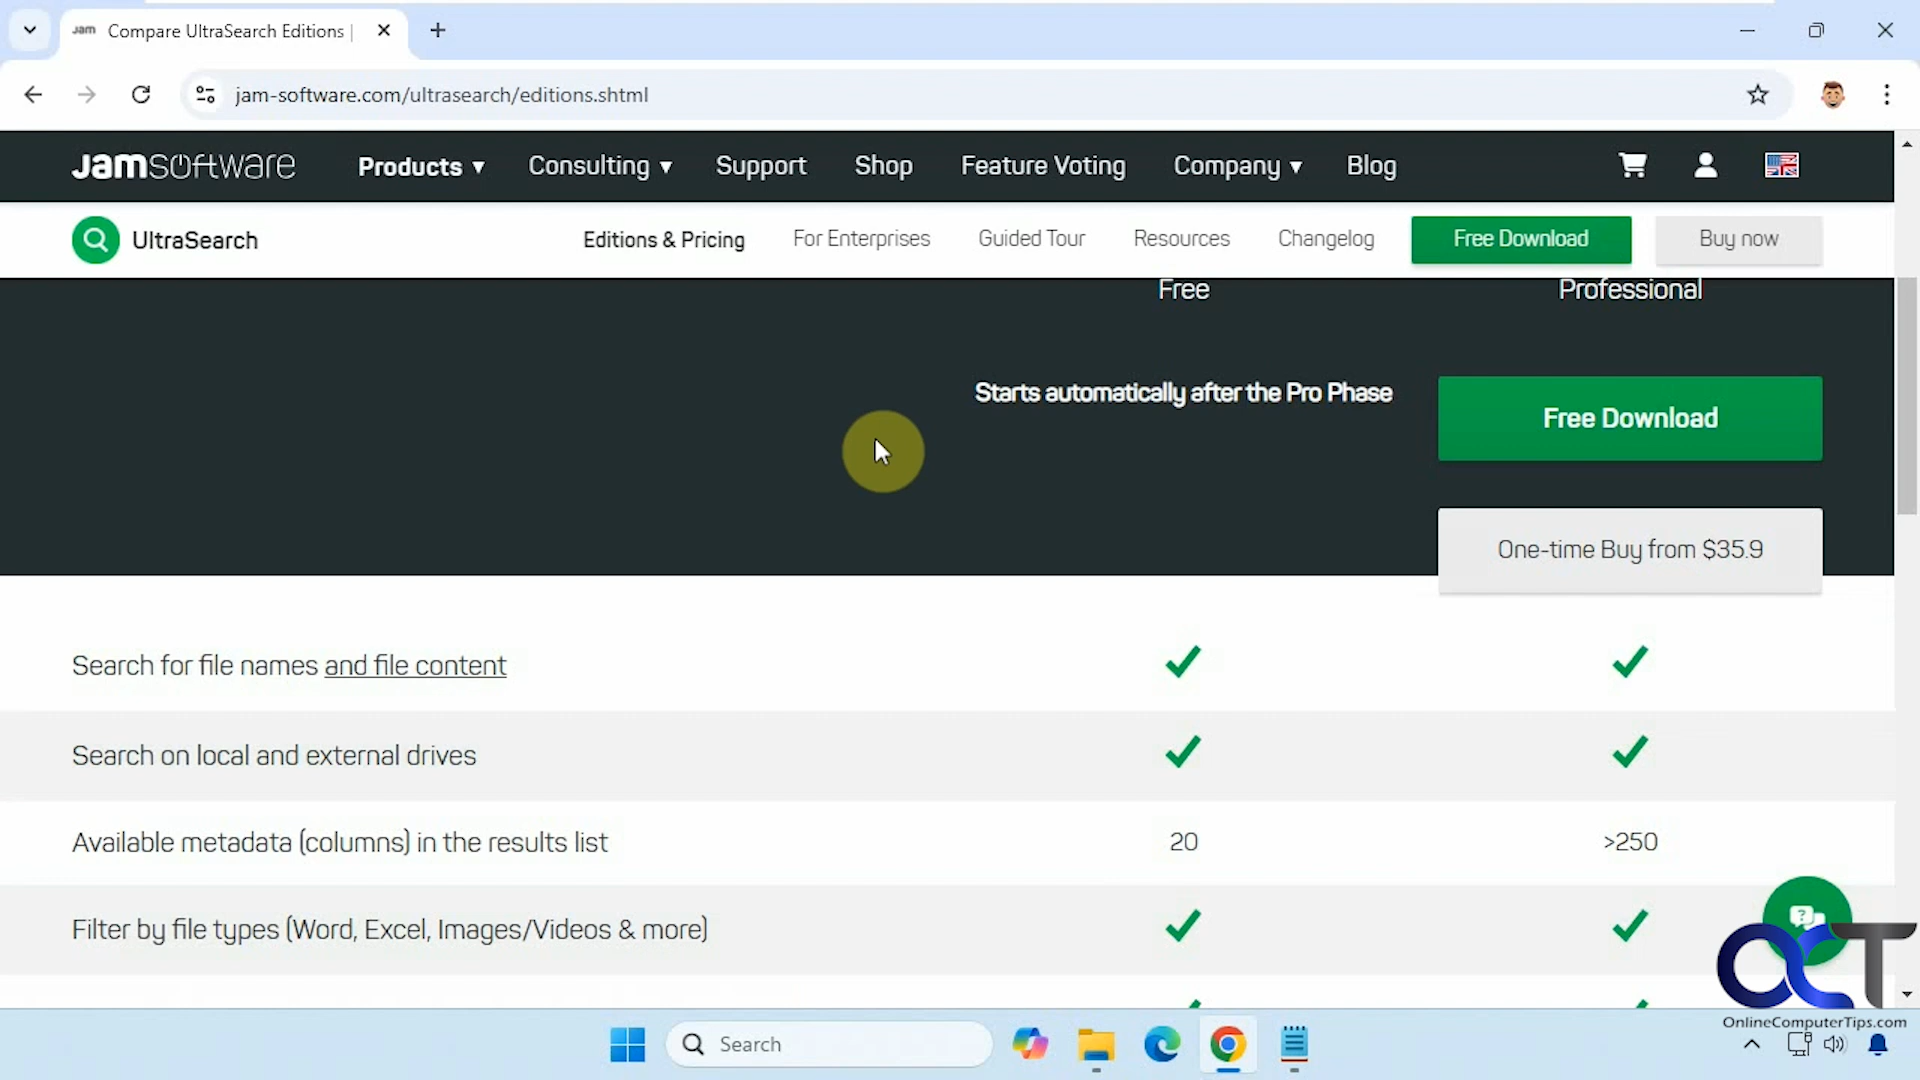 Jam Compare UltraSearch Editions |
jam-software.com/ultrasearch/editions.shtml
Jamsoftware Products ▾ Consulting ▾ Support Shop Feature Voting Company ▾ Blog
UltraSearch Editions & Pricing For Enterprises Guided Tour Resources Changelog Free Download Buy now
Free Professional
Starts automatically after the Pro Phase
Free Download
One-time Buy from $35.9
Search for file names and file content
Search on local and external drives
Available metadata (columns) in the results list 20 >250
Filter by file types (Word, Excel, Images/Videos & more)
OCT
OnlineComputerTips.com
Search